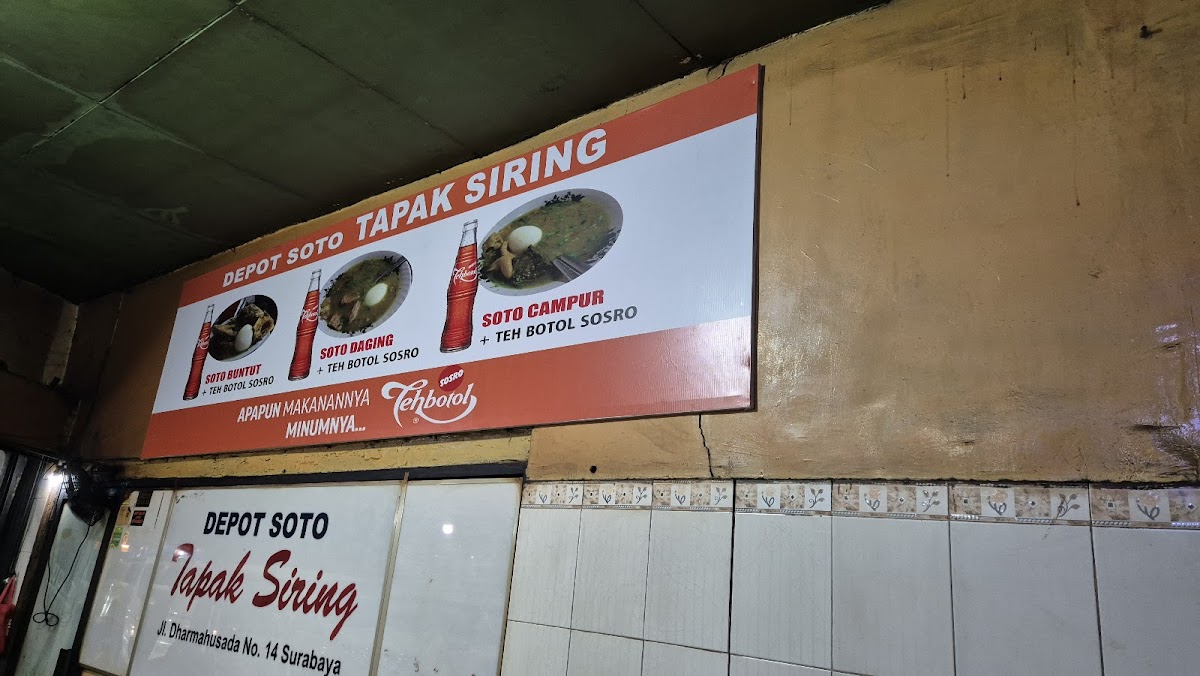 DEPOT SOTO TAPAK SIRING
SOTO BUNTUT
+ TEH BOTOL SOSRO
SOTO DAGING
+ TEH BOTOL SOSRO
SOTO CAMPUR
+ TEH BOTOL SOSRO
APAPUN MAKANANNYA
MINUMNYA...
SOSRO
Tehbotol
DEPOT SOTO
Tapak Siring
Jl. Dharmahusada No. 14 Surabaya